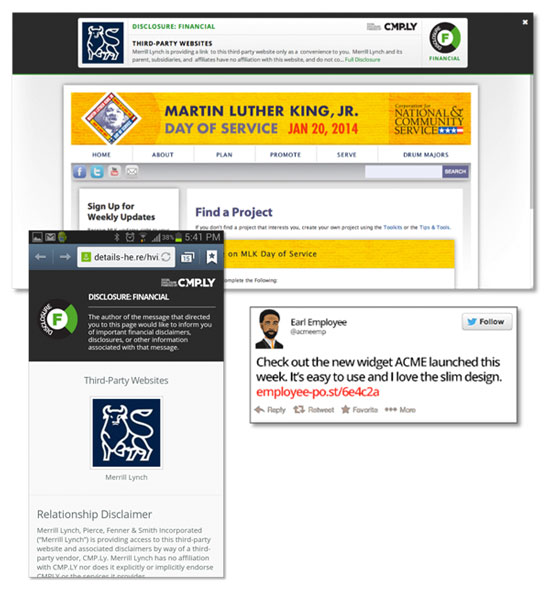 DISCLOSURE: FINANCIAL
CMP.LY
THIRD-PARTY WEBSITES
Merrill Lynch is providing a link to this third-party website only as a convenience to you. Merrill Lynch and its
parent, subsidiaries, and affiliates have no affiliation with this website, and do not co... Full Disclosure
F
FINANCIAL
MARTIN LUTHER KING, JR.
DAY OF SERVICE JAN 20, 2014
Corporation for
NATIONAL &
COMMUNITY
SERVICE
HOME ABOUT PLAN PROMOTE SERVE DRUM MAJORS
SEARCH
Sign Up for
Weekly Updates
Find a Project
If you don't find a project that interests you, create your own project using the Toolkits or the Tips & Tools.
on MLK Day of Service
Complete the Following:
38% 5:41 PM
details-he.re/hvi
15
CMP.LY
DISCLOSURE: FINANCIAL
DISCLOSURE
F
The author of the message that directed
you to this page would like to inform you
of important financial disclaimers,
disclosures, or other information
associated with that message.
Third-Party Websites
Merrill Lynch
Relationship Disclaimer
Merrill Lynch, Pierce, Fenner & Smith Incorporated
("Merrill Lynch") is providing access to this third-party
website and associated disclaimers by way of a third-
party vendor, CMP.Ly. Merrill Lynch has no affiliation
with CMP.LY nor does it explicitly or implicitly endorse
CMP.LY or the services it provides
Earl Employee
@acmeemp
Follow
Check out the new widget ACME launched this
week. It's easy to use and I love the slim design.
employee-po.st/6e4c2a
Reply Retweet Favorite More